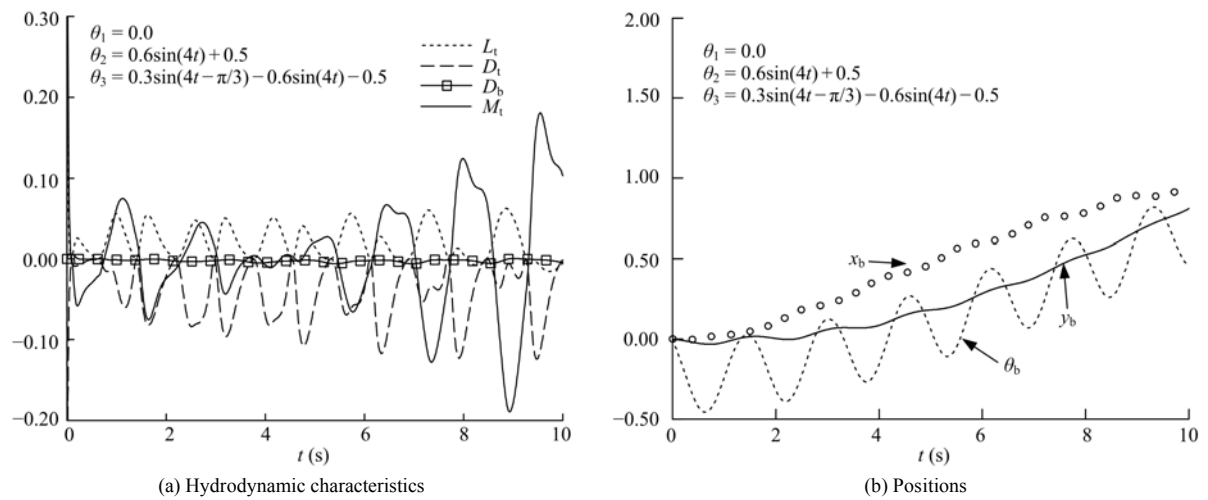 0.30
θ1 = 0.0
θ2 = 0.6sin(4t) + 0.5
θ3 = 0.3sin(4t − π/3) − 0.6sin(4t) − 0.5
Lt
Dt
Db
Mt
0.20
0.10
0.00
−0.10
−0.20
0 2 4 6 8 10
t (s)
(a) Hydrodynamic characteristics
2.00
θ1 = 0.0
θ2 = 0.6sin(4t) + 0.5
θ3 = 0.3sin(4t − π/3) − 0.6sin(4t) − 0.5
1.50
1.00
xb
0.50
yb
0.00
θb
−0.50
0 2 4 6 8 10
t (s)
(b) Positions